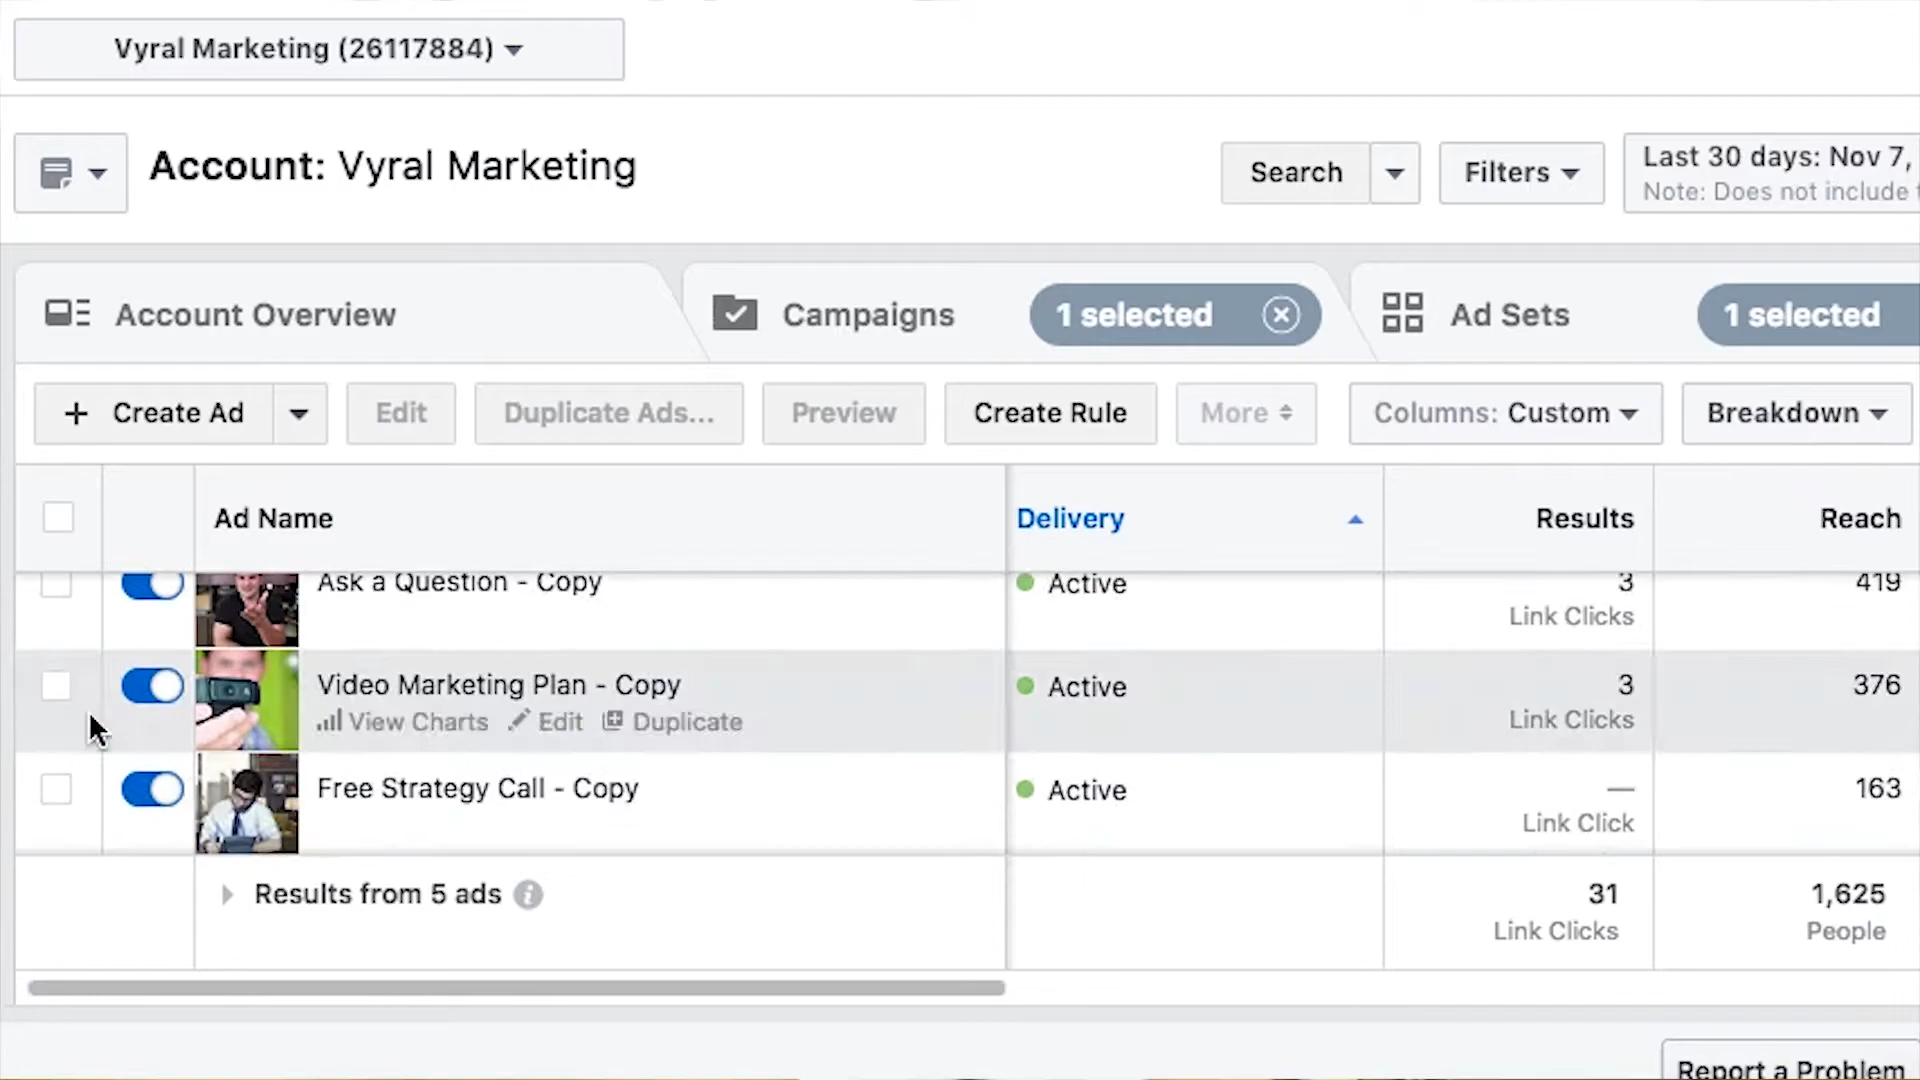 Vyral Marketing (26117884)
Account: Vyral Marketing
Search
Filters
Last 30 days: Nov 7,
Note: Does not include
Account Overview
Campaigns
1 selected
Ad Sets
1 selected
+ Create Ad
Edit
Duplicate Ads...
Preview
Create Rule
More
Columns: Custom
Breakdown
Ad Name
Delivery
Results
Reach
Ask a Question - Copy
Active
3
419
Link Clicks
Video Marketing Plan - Copy
Active
3
376
View Charts
Edit
Duplicate
Link Clicks
Free Strategy Call - Copy
Active
—
163
Link Click
Results from 5 ads
31
1,625
Link Clicks
People
Report a Problem